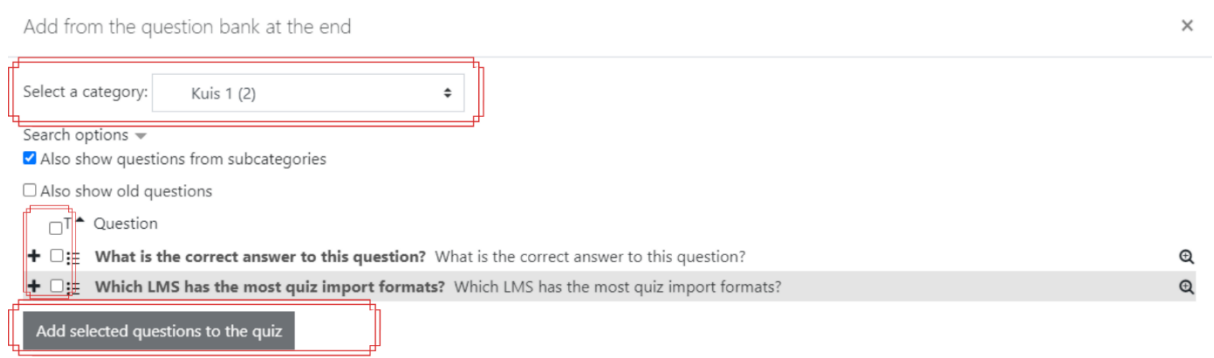 Add from the question bank at the end ×
Select a category: Kuis 1 (2)
Search options
Also show questions from subcategories
Also show old questions
T Question
What is the correct answer to this question? What is the correct answer to this question?
Which LMS has the most quiz import formats? Which LMS has the most quiz import formats?
Add selected questions to the quiz